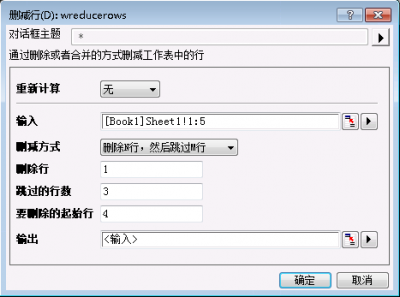 删减行(D): wreducerows
对话框主题 *
通过删除或者合并的方式删减工作表中的行
重新计算 无
输入 [Book1]Sheet1!1:5
删减方式 删除N行，然后跳过M行
删除行 1
跳过的行数 3
要删除的起始行 4
输出 <输入>
确定 取消